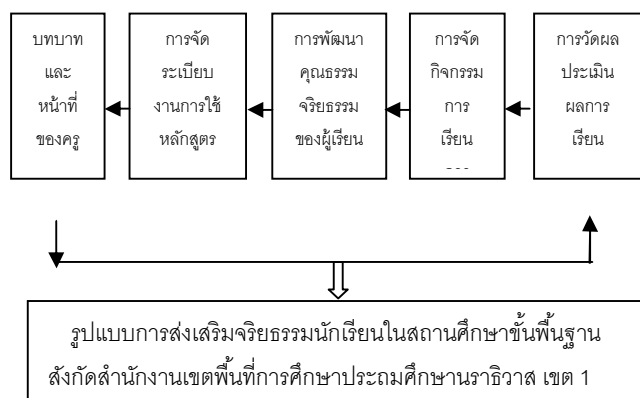 บทบาท
และ
หน้าที่
ของครู
การจัด
ระเบียบ
งานการใช้
หลักสูตร
การพัฒนา
คุณธรรม
จริยธรรม
ของผู้เรียน
การจัด
กิจกรรม
การ
เรียน
การวัดผล
ประเมิน
ผลการ
เรียน
รูปแบบการส่งเสริมจริยธรรมนักเรียนในสถานศึกษาขั้นพื้นฐาน
สังกัดสำนักงานเขตพื้นที่การศึกษาประถมศึกษานราธิวาส เขต 1